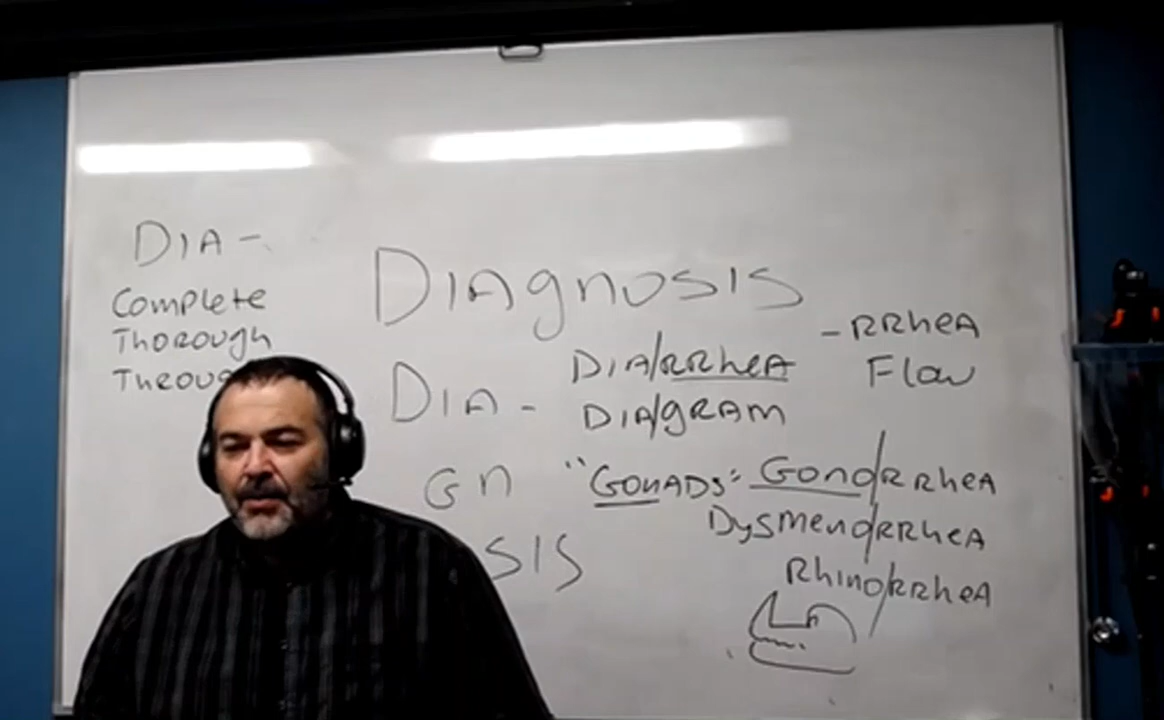 DIA-
Complete
Thorough
Diagnosis
DIA-
DIA/RRheA
-RRheA
Flow
DIA/gRAM
Gn
"GonADs"
Gono/RRheA
DysMeno/RRheA
SIS
Rhino/RRheA